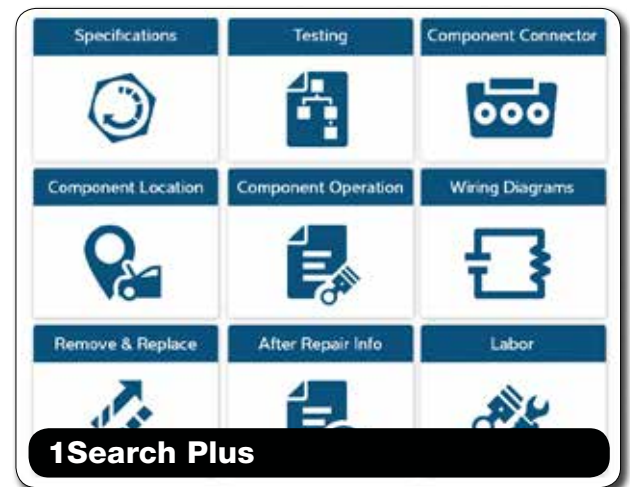 Specifications
Testing
Component Connector
Component Location
Component Operation
Wiring Diagrams
Remove & Replace
After Repair Info
Labor
1Search Plus